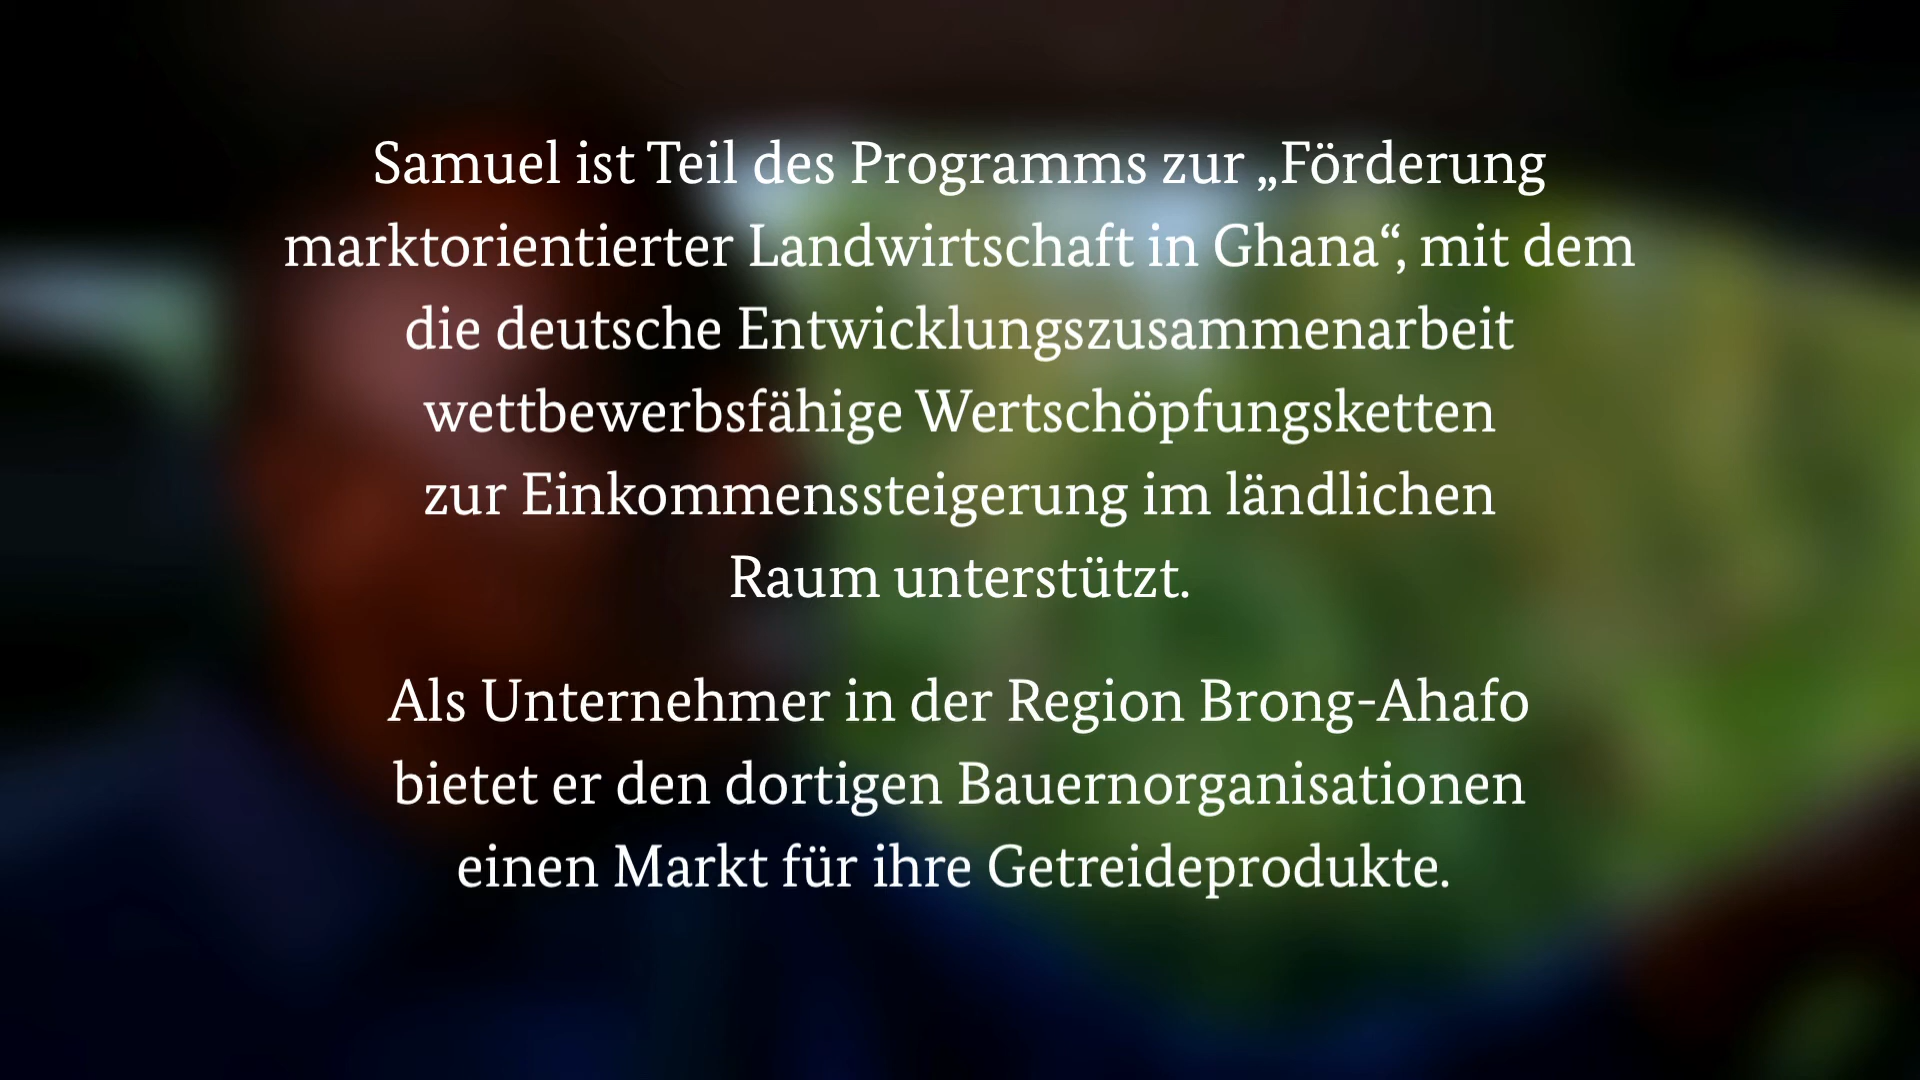 Samuel ist Teil des Programms zur „Förderung
marktorientierter Landwirtschaft in Ghana“, mit dem
die deutsche Entwicklungszusammenarbeit
wettbewerbsfähige Wertschöpfungsketten
zur Einkommenssteigerung im ländlichen
Raum unterstützt.
Als Unternehmer in der Region Brong-Ahafo
bietet er den dortigen Bauernorganisationen
einen Markt für ihre Getreideprodukte.